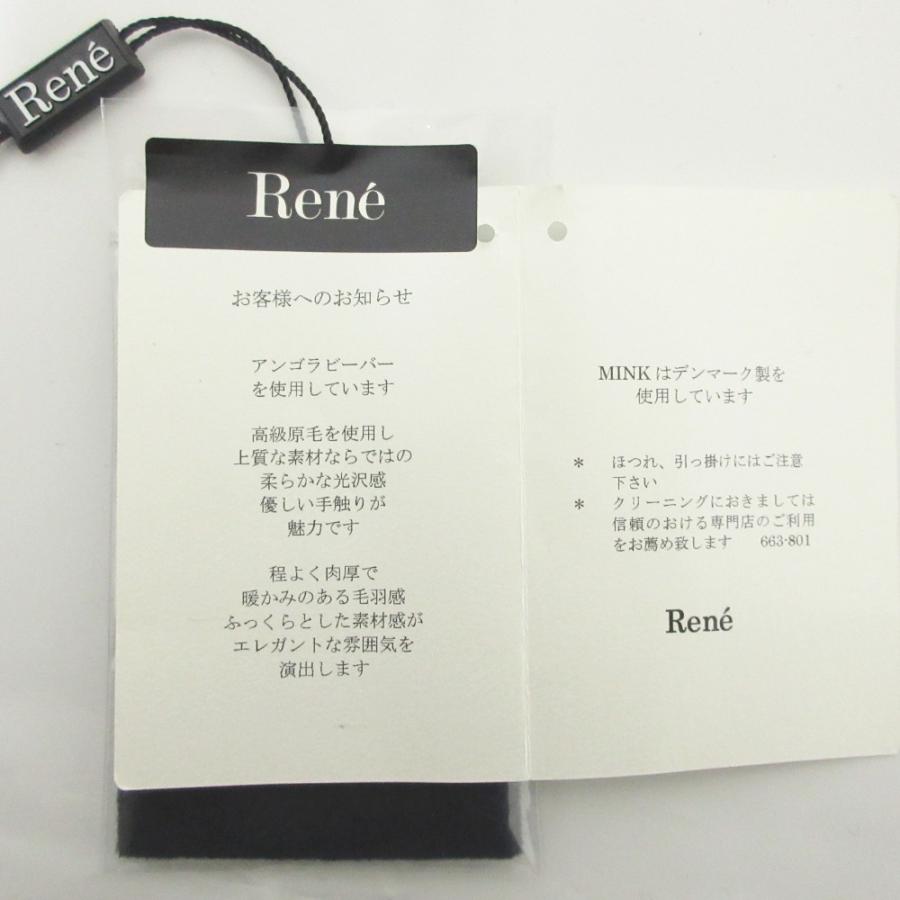 René
René
お客様へのお知らせ
アンゴラビーバー
を使用しています
高級原毛を使用し
上質な素材ならではの
柔らかな光沢感
優しい手触りが
魅力です
程よく肉厚で
暖かみのある毛羽感
ふっくらとした素材感が
エレガントな雰囲気を
演出します
MINKはデンマーク製を
使用しています
* ほつれ、引っ掛けにはご注意
下さい
* クリーニングにおきましては
信頼のおける専門店のご利用
をお薦め致します 663-801
René